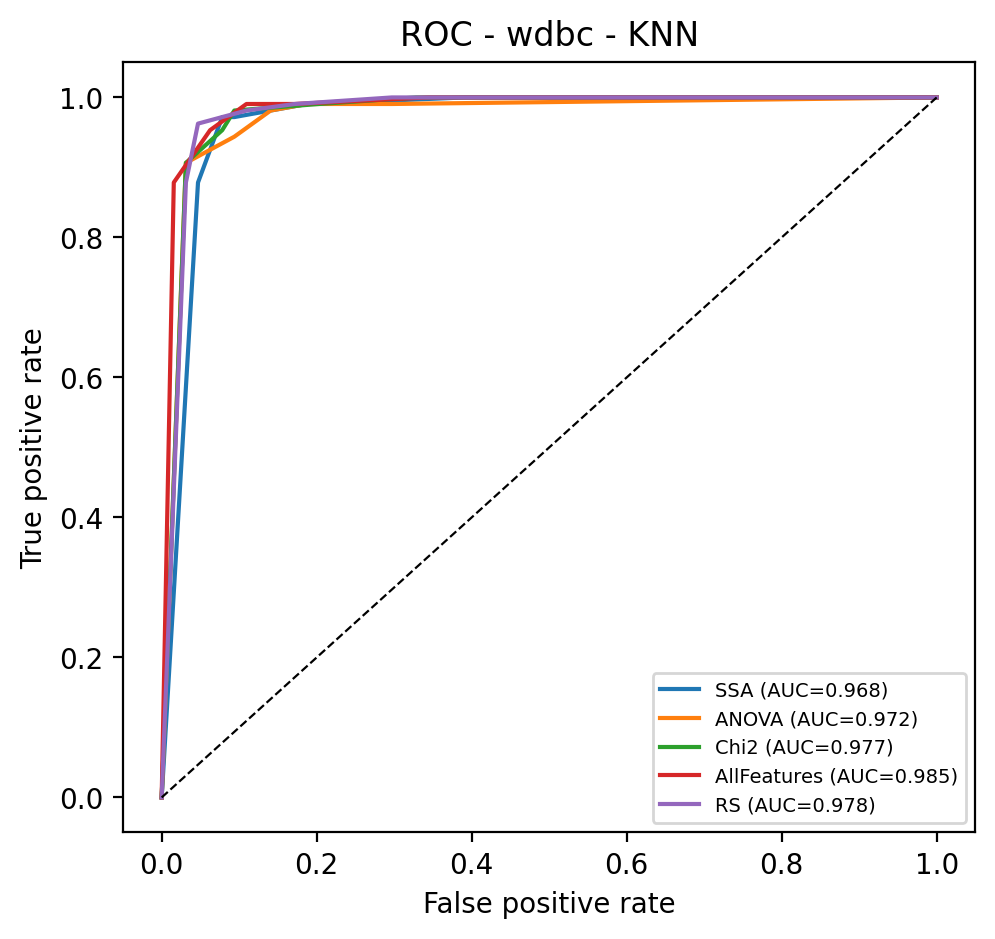 ROC - wdbc - KNN
True positive rate
1.0
0.8
0.6
0.4
0.2
0.0
SSA (AUC=0.968)
ANOVA (AUC=0.972)
Chi2 (AUC=0.977)
AllFeatures (AUC=0.985)
RS (AUC=0.978)
0.0 0.2 0.4 0.6 0.8 1.0
False positive rate